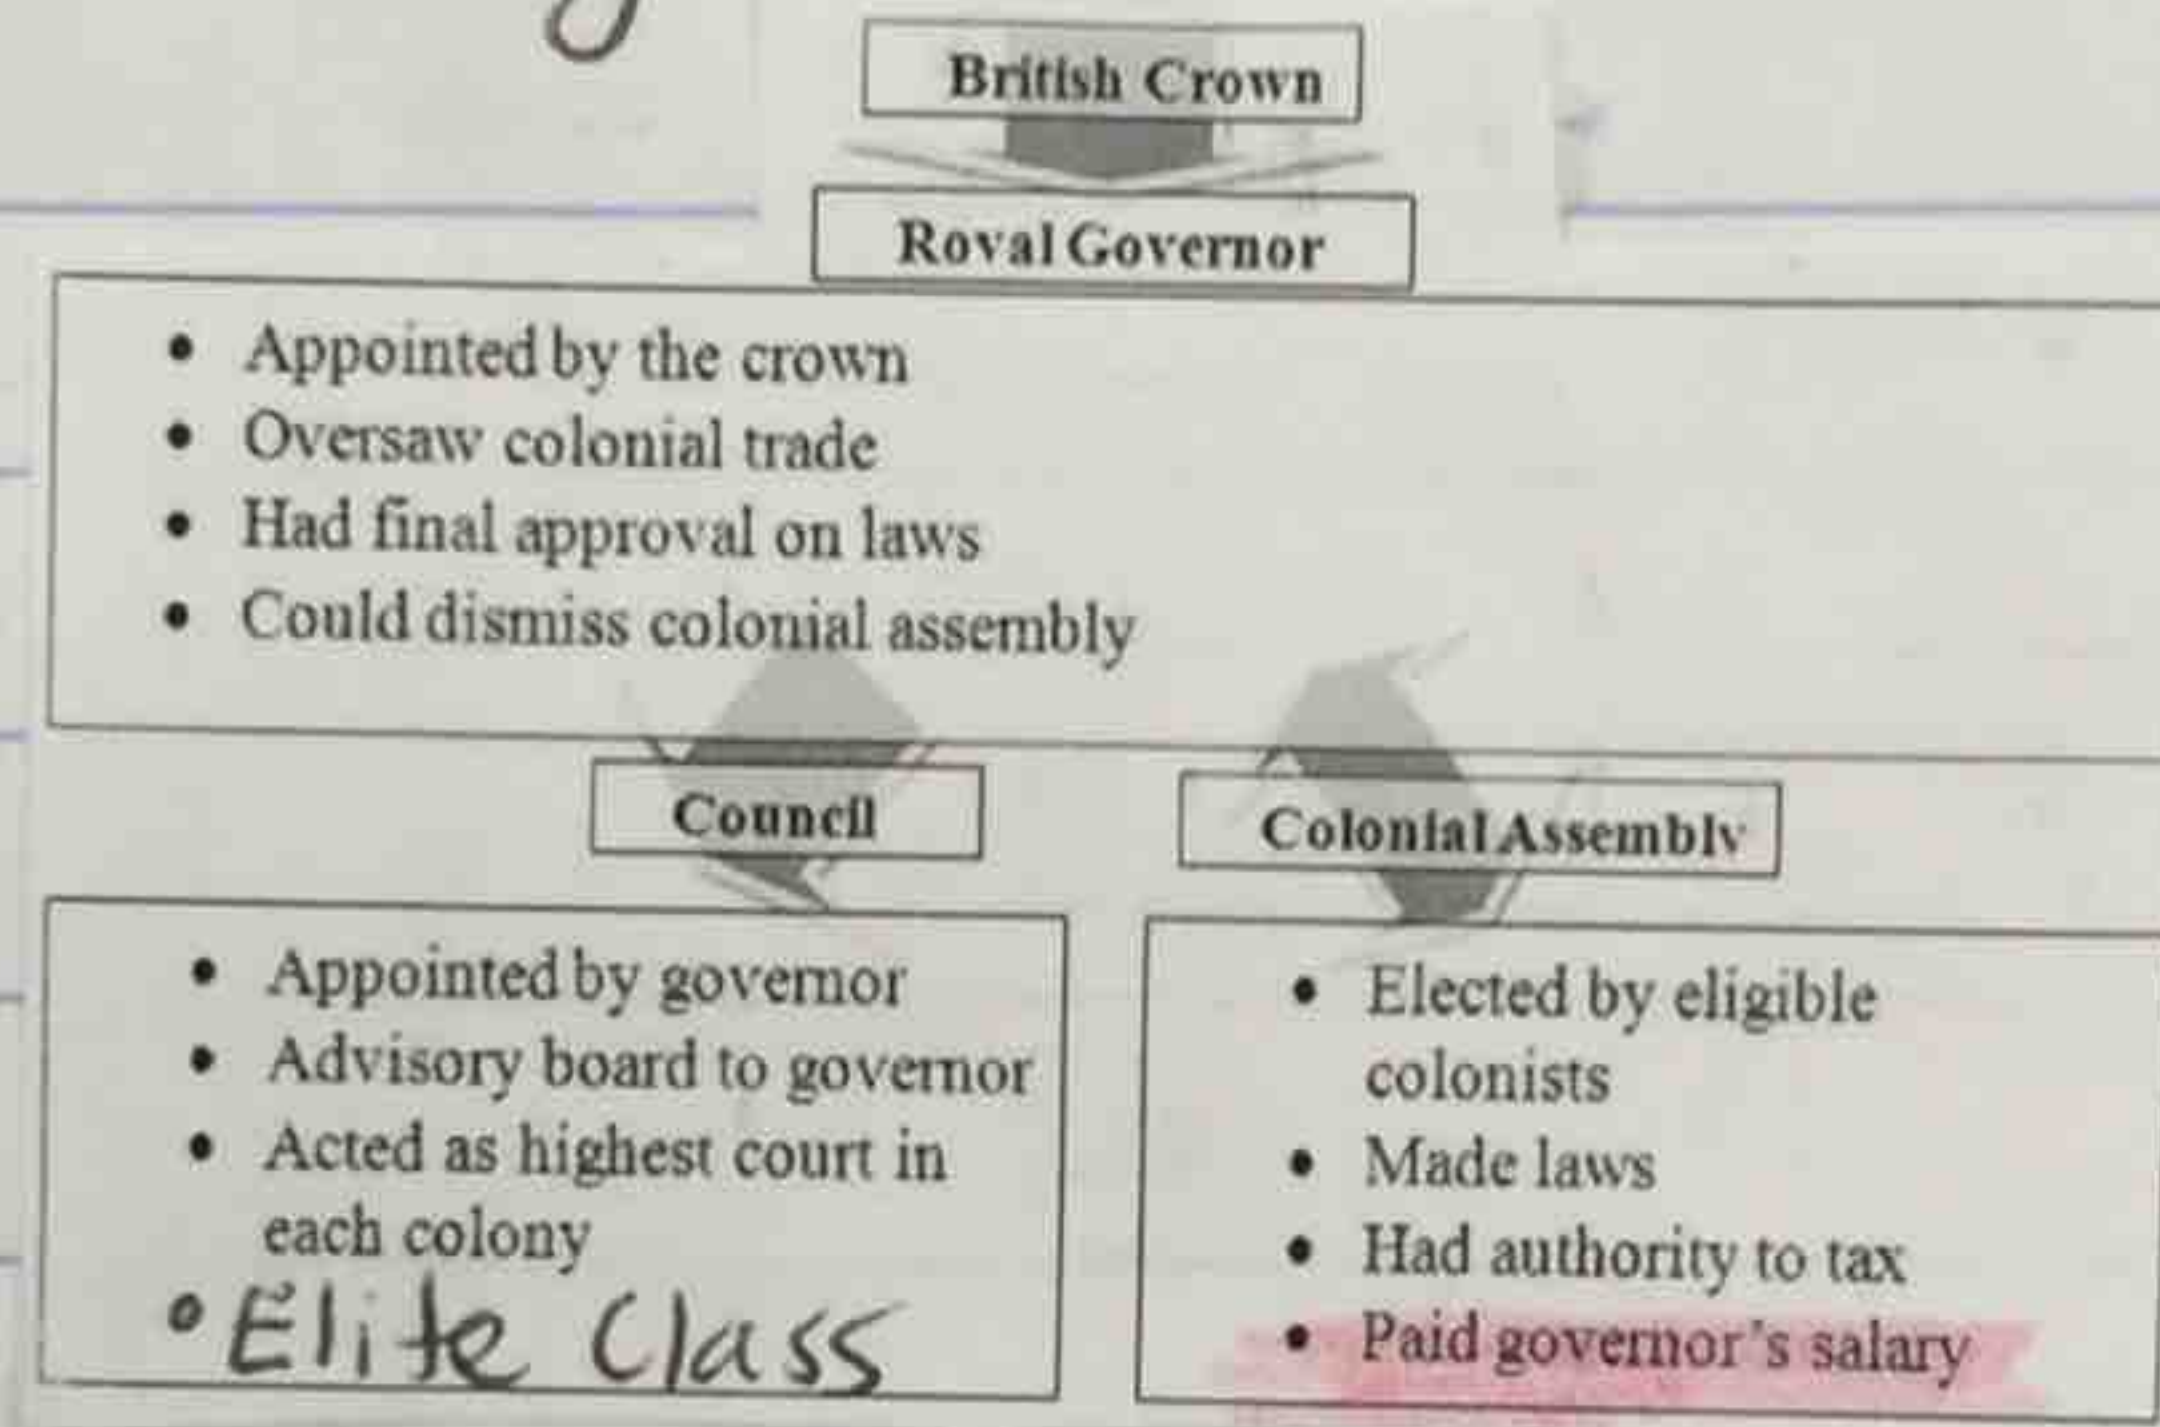 British Crown
Royal Governor
• Appointed by the crown
• Oversaw colonial trade
• Had final approval on laws
• Could dismiss colonial assembly
Council
Colonial Assembly
• Appointed by governor
• Advisory board to governor
• Acted as highest court in
each colony
• Elite Class
• Elected by eligible
colonists
• Made laws
• Had authority to tax
• Paid governor's salary